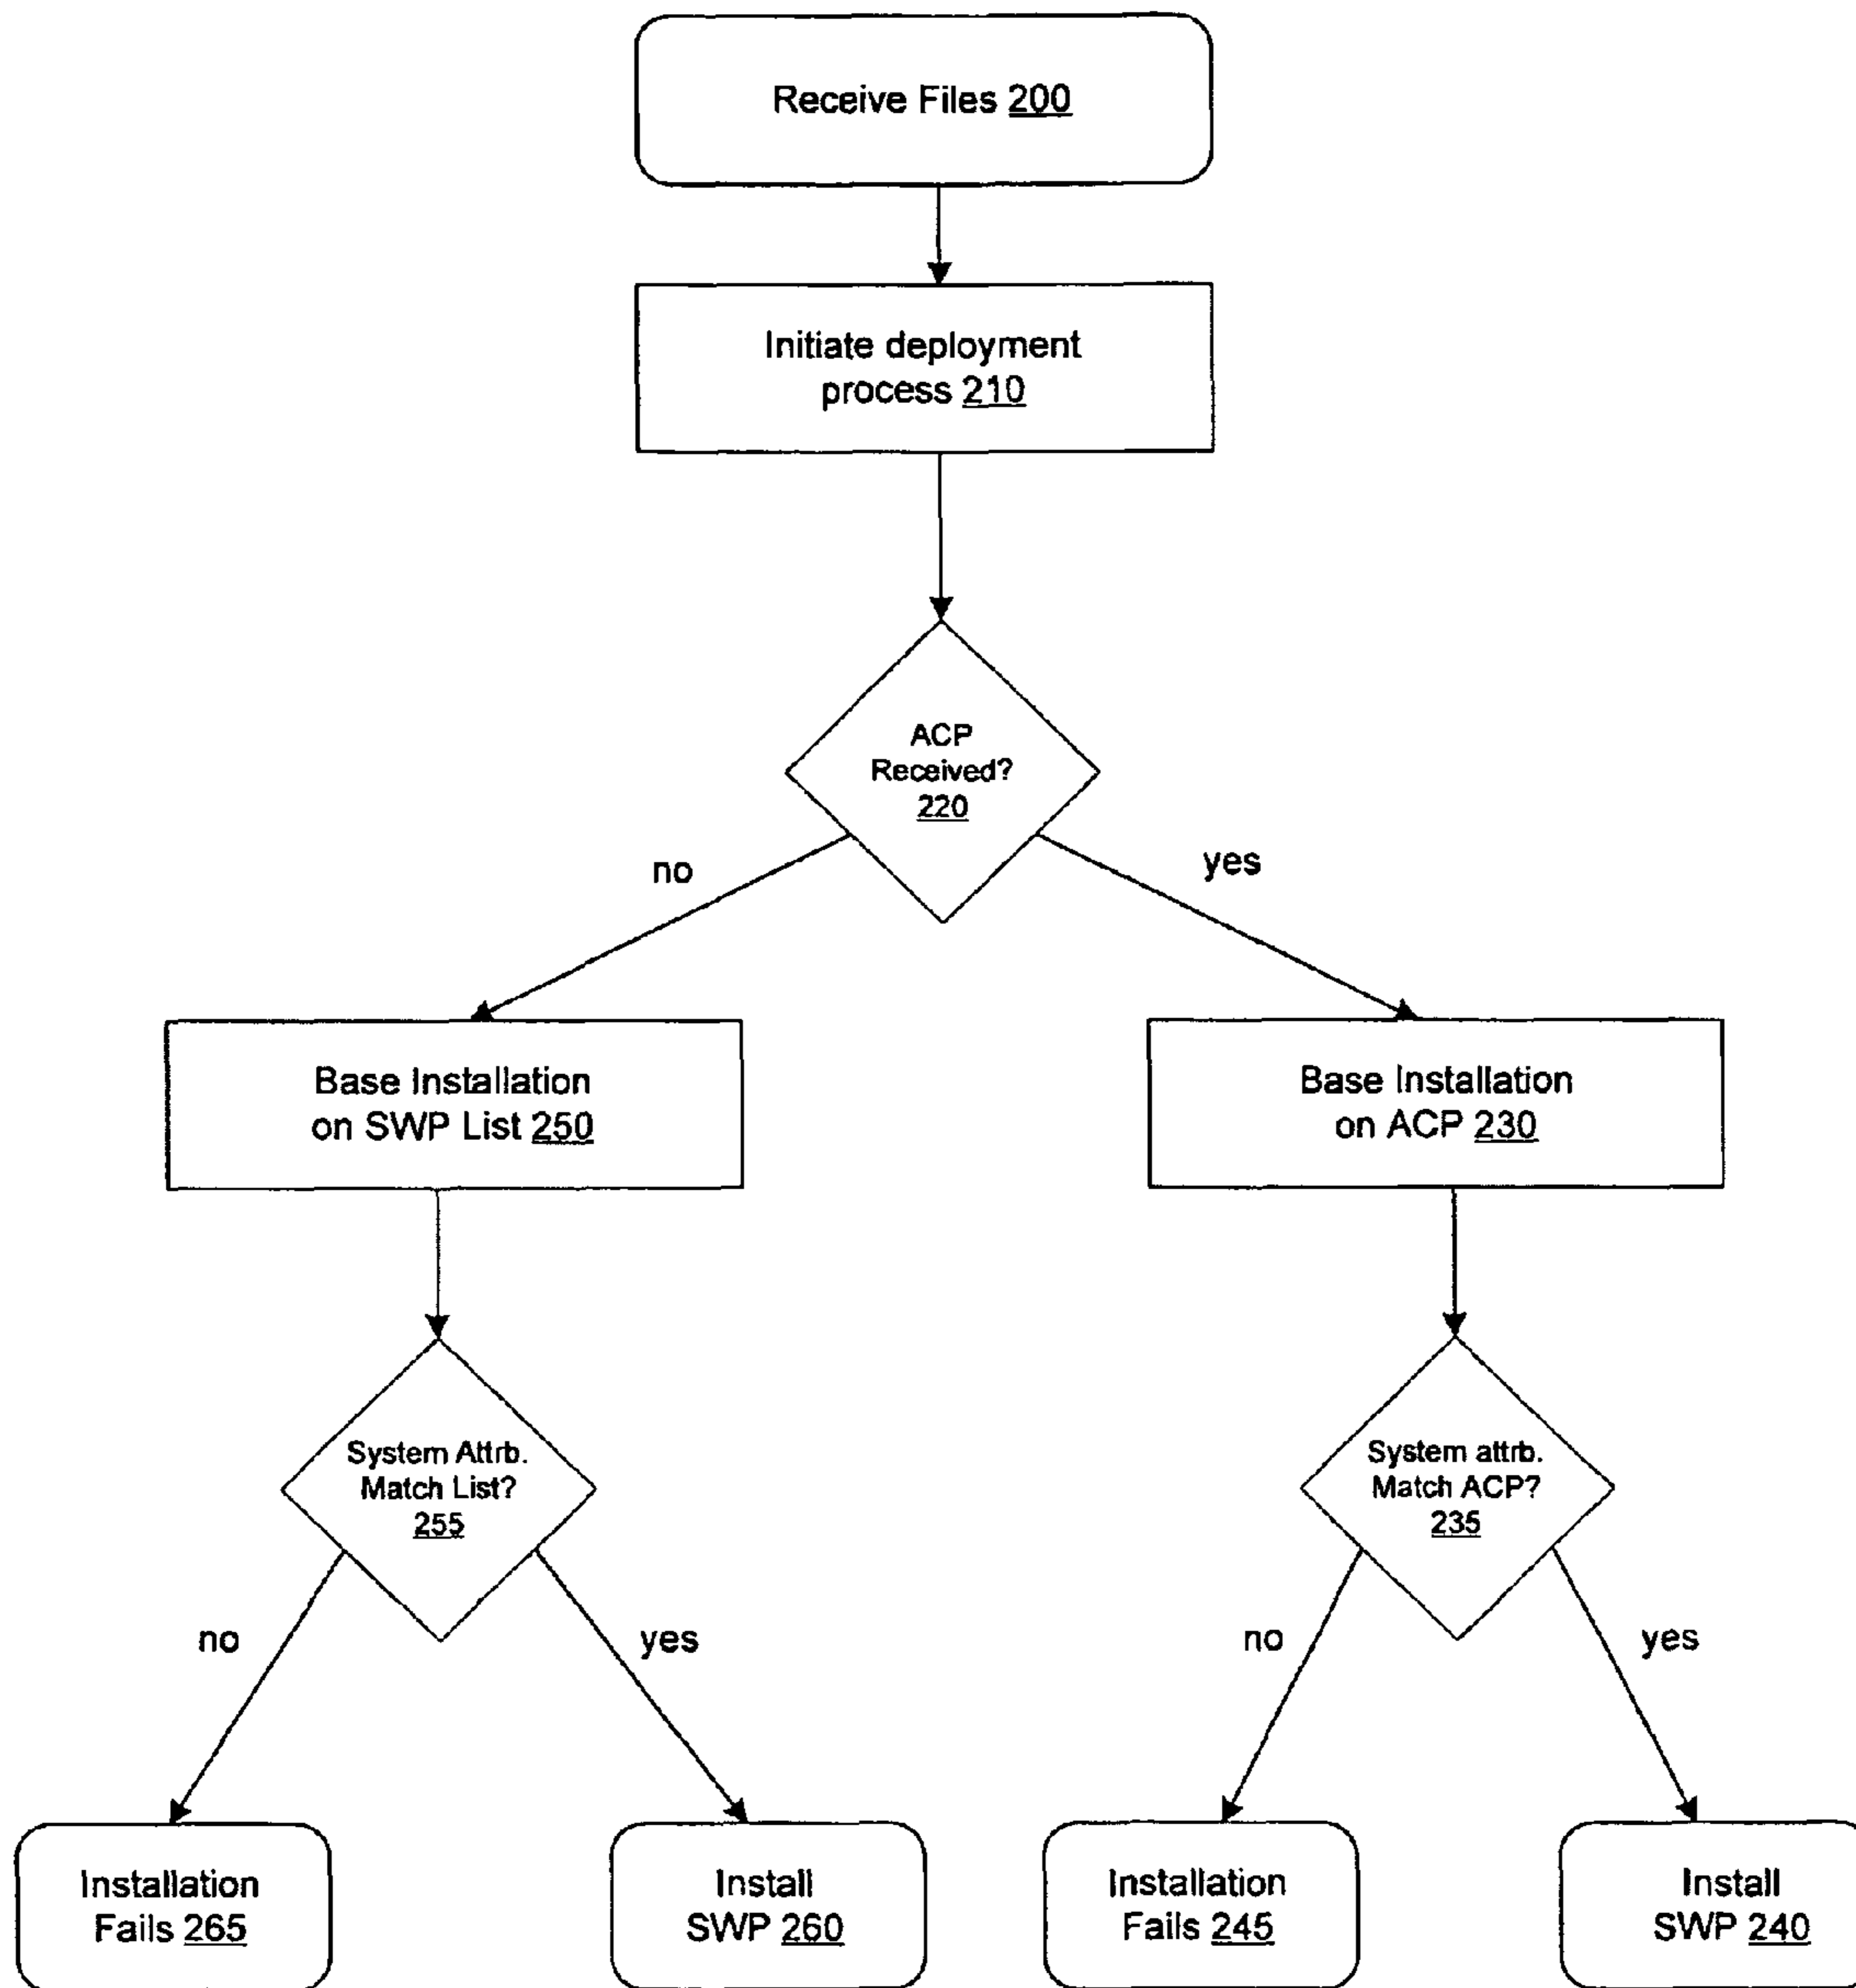 Receive Files 200
Initiate deployment
process 210
ACP
Received?
220
no
yes
Base Installation
on SWP List 250
Base Installation
on ACP 230
System Attrb.
Match List?
255
System attrb.
Match ACP?
235
no
yes
no
yes
Installation
Fails 265
Install
SWP 260
Installation
Fails 245
Install
SWP 240